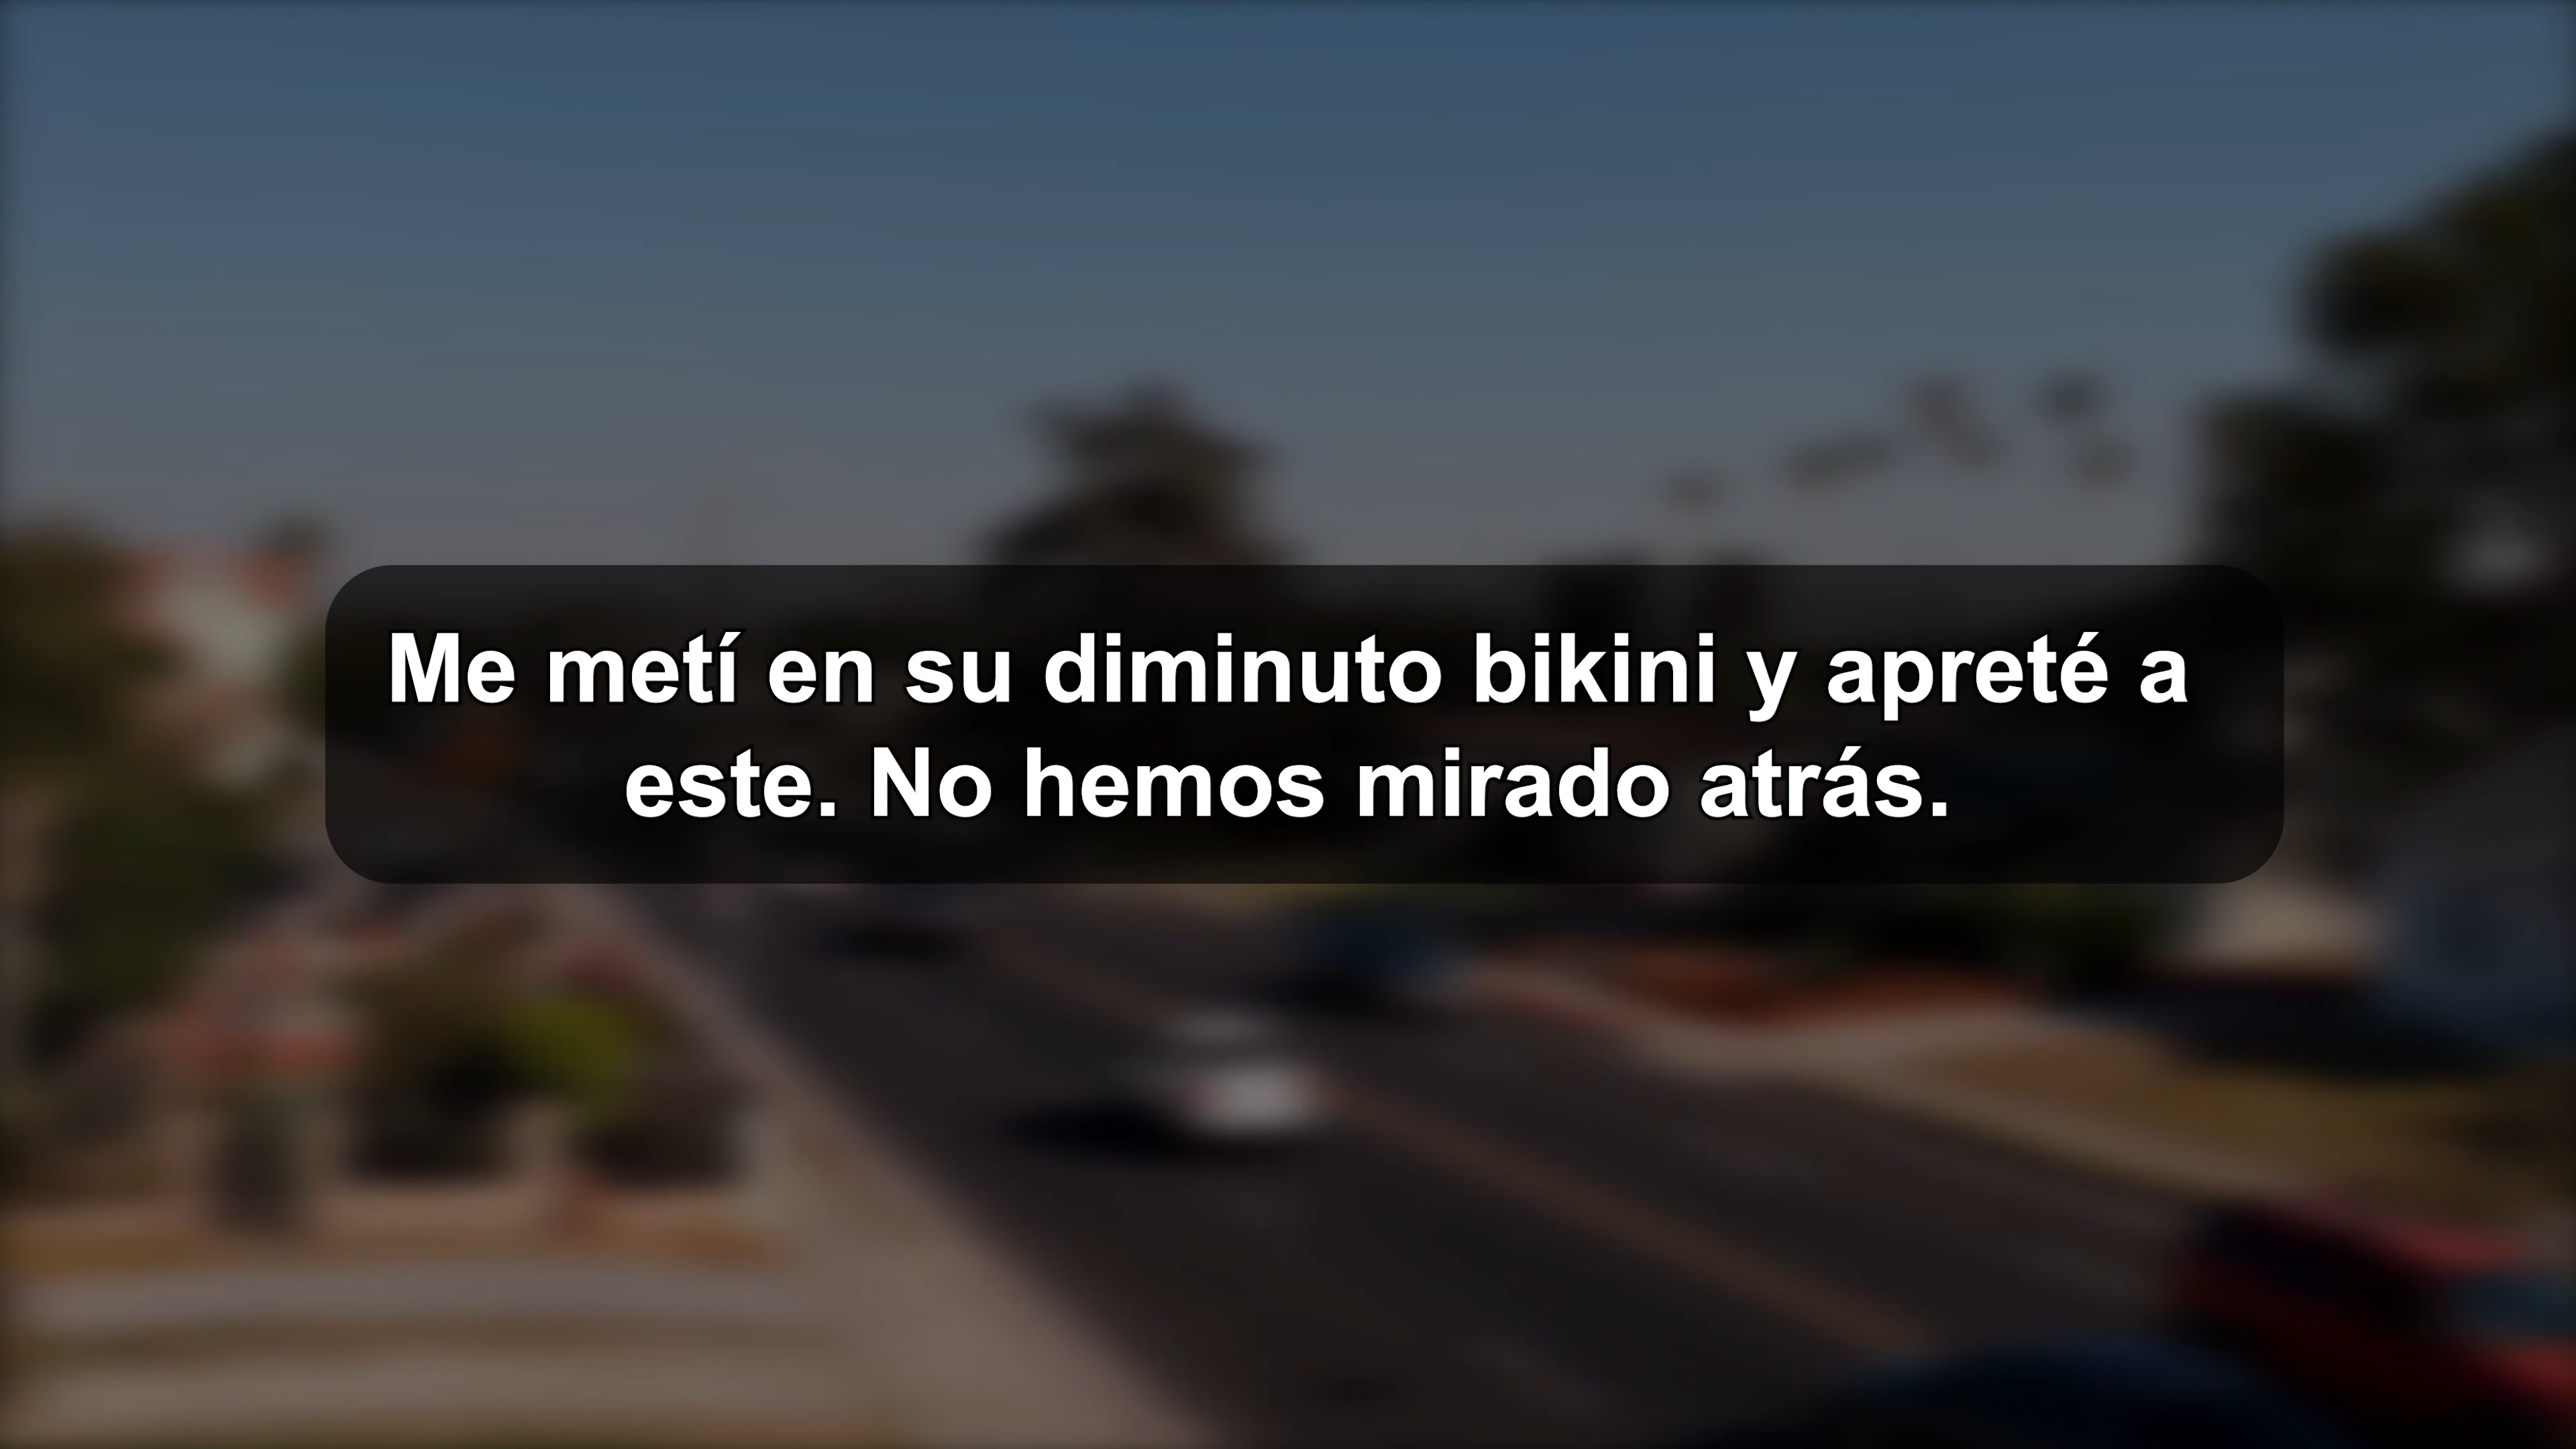 Me metí en su diminuto bikini y apreté a
este. No hemos mirado atrás.